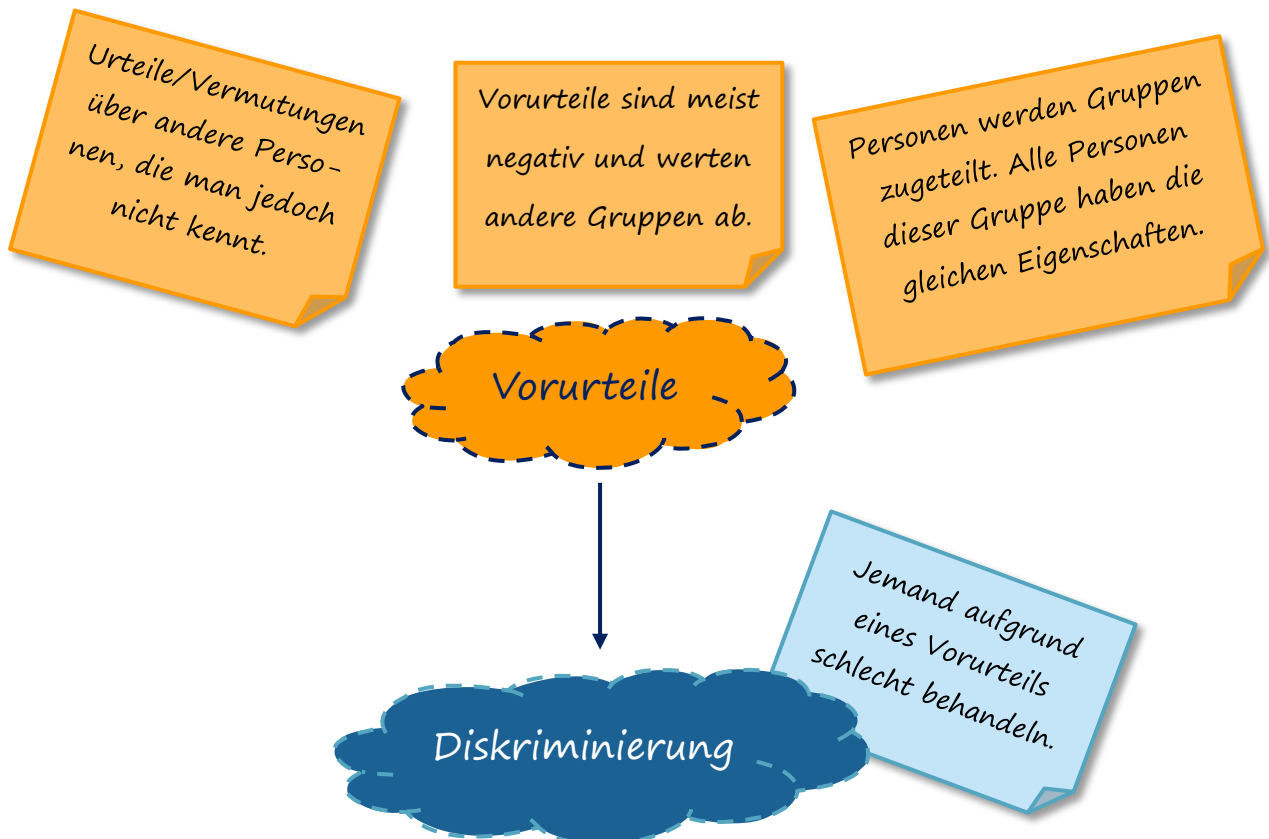 Urteile/Vermutungen
über andere Perso-
nen, die man jedoch
nicht kennt.
Vorurteile sind meist
negativ und werten
andere Gruppen ab.
Personen werden Gruppen
zugeteilt. Alle Personen
dieser Gruppe haben die
gleichen Eigenschaften.
Vorurteile
Jemand aufgrund
eines Vorurteils
schlecht behandeln.
Diskriminierung